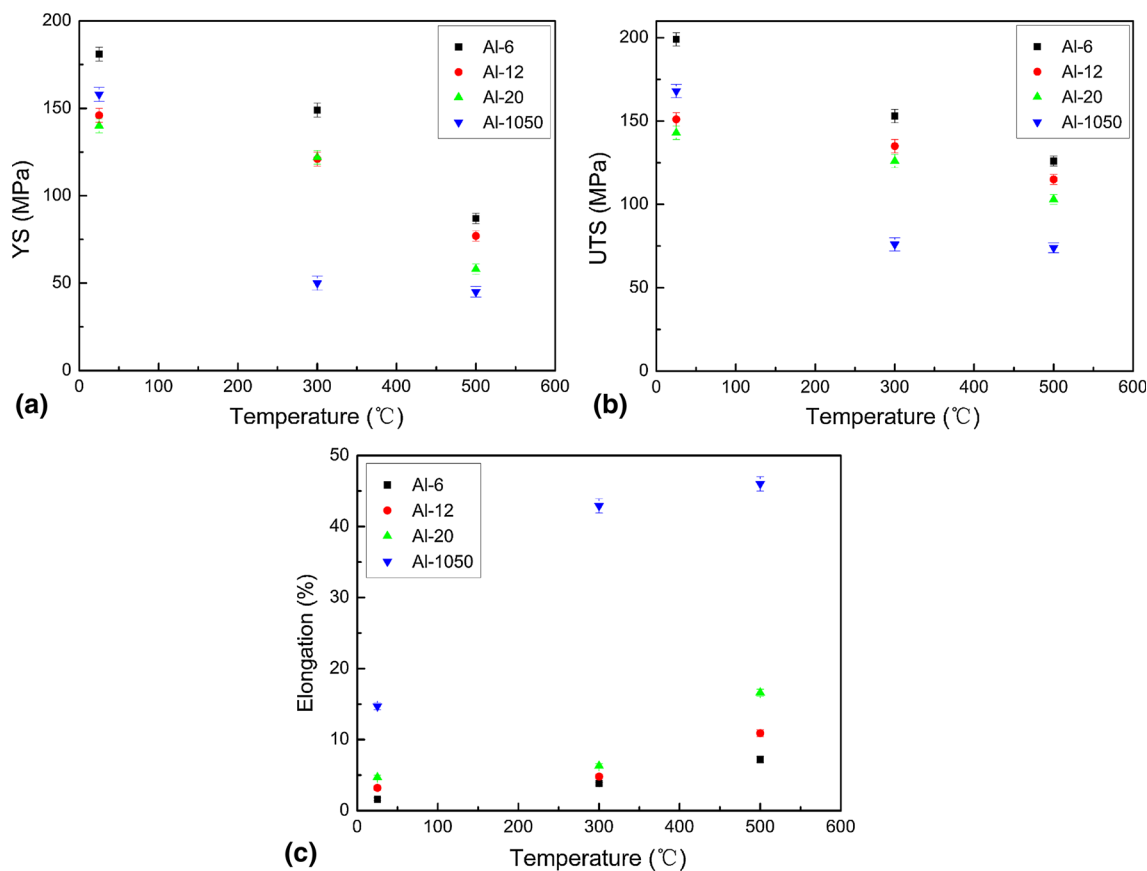 200
150
100
50
0
YS (MPa)
Al-6
Al-12
Al-20
Al-1050
0 100 200 300 400 500 600
Temperature (℃)
(a)
200
150
100
50
0
UTS (MPa)
Al-6
Al-12
Al-20
Al-1050
0 100 200 300 400 500 600
Temperature (℃)
(b)
50
40
30
20
10
0
Elongation (%)
Al-6
Al-12
Al-20
Al-1050
0 100 200 300 400 500 600
Temperature (℃)
(c)